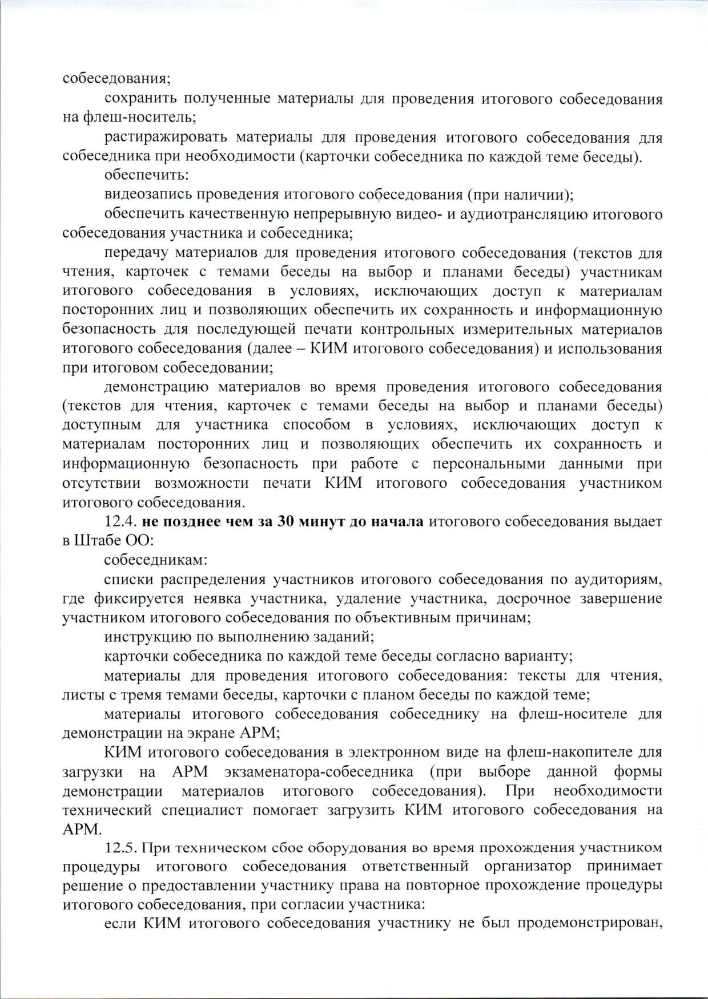 собеседования;
сохранить полученные материалы для проведения итогового собеседования
на флеш-носитель;
растиражировать материалы для проведения итогового собеседования для
собеседника при необходимости (карточки собеседника по каждой теме беседы).
обеспечить:
видеозапись проведения итогового собеседования (при наличии);
обеспечить качественную непрерывную видео- и аудиотрансляцию итогового
собеседования участника и собеседника;
передачу материалов для проведения итогового собеседования (текстов для
чтения, карточек с темами беседы на выбор и планами беседы) участникам
итогового собеседования в условиях, исключающих доступ к материалам
посторонних лиц и позволяющих обеспечить их сохранность и информационную
безопасность для последующей печати контрольных измерительных материалов
итогового собеседования (далее – КИМ итогового собеседования) и использования
при итоговом собеседовании;
демонстрацию материалов во время проведения итогового собеседования
(текстов для чтения, карточек с темами беседы на выбор и планами беседы)
доступным для участника способом в условиях, исключающих доступ к
материалам посторонних лиц и позволяющих обеспечить их сохранность и
информационную безопасность при работе с персональными данными при
отсутствии возможности печати КИМ итогового собеседования участником
итогового собеседования.
12.4. не позднее чем за 30 минут до начала итогового собеседования выдает
в Штабе ОО:
собеседникам:
списки распределения участников итогового собеседования по аудиториям,
где фиксируется неявка участника, удаление участника, досрочное завершение
участником итогового собеседования по объективным причинам;
инструкцию по выполнению заданий;
карточки собеседника по каждой теме беседы согласно варианту;
материалы для проведения итогового собеседования: тексты для чтения,
листы с тремя темами беседы, карточки с планом беседы по каждой теме;
материалы итогового собеседования собеседнику на флеш-носителе для
демонстрации на экране АРМ;
КИМ итогового собеседования в электронном виде на флеш-накопителе для
загрузки на АРМ экзаменатора-собеседника (при выборе данной формы
демонстрации материалов итогового собеседования). При необходимости
технический специалист помогает загрузить КИМ итогового собеседования на
АРМ.
12.5. При техническом сбое оборудования во время прохождения участником
процедуры итогового собеседования ответственный организатор принимает
решение о предоставлении участнику права на повторное прохождение процедуры
итогового собеседования, при согласии участника:
если КИМ итогового собеседования участнику не был продемонстрирован,